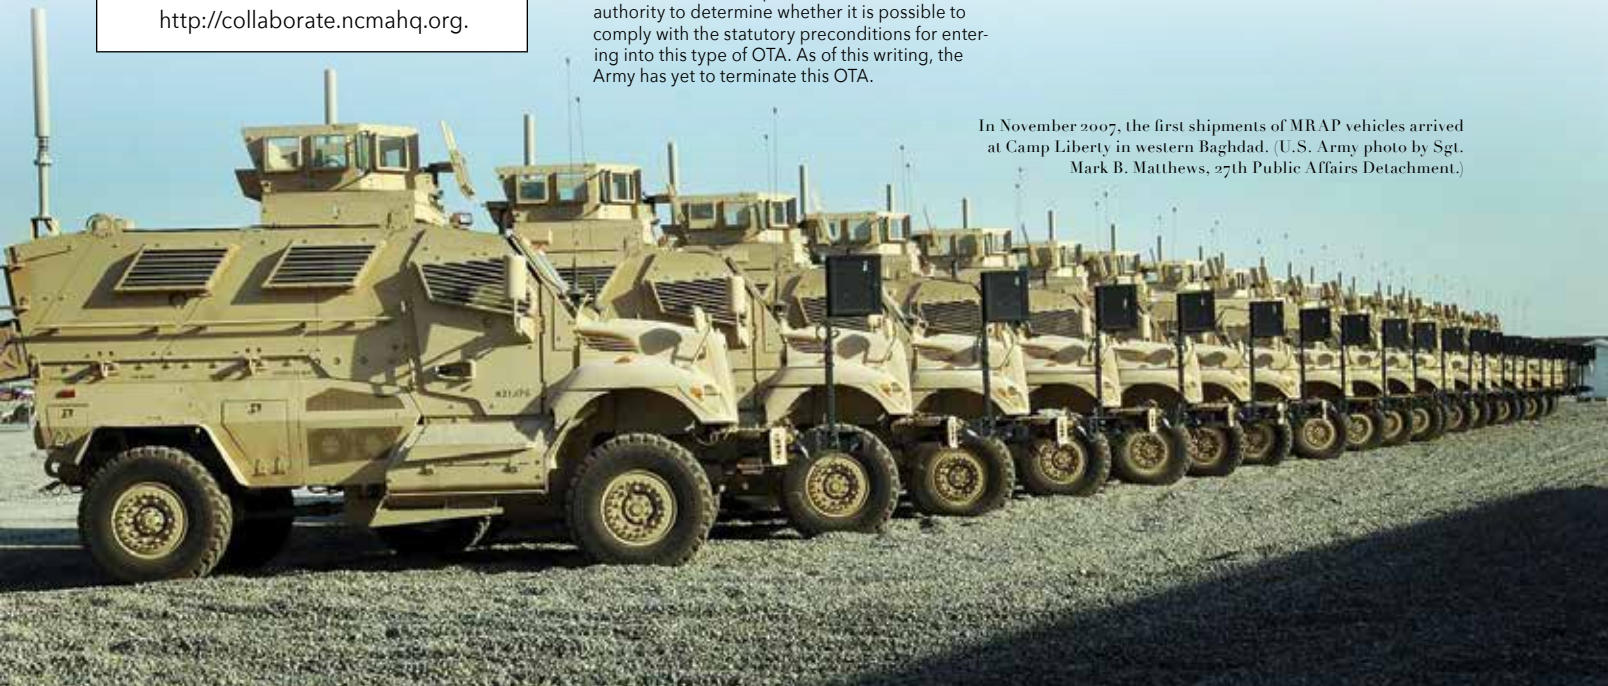 http://collaborate.ncmahq.org.
authority to determine whether it is possible to
comply with the statutory preconditions for enter-
ing into this type of OTA. As of this writing, the
Army has yet to terminate this OTA.
In November 2007, the first shipments of MRAP vehicles arrived
at Camp Liberty in western Baghdad. (U.S. Army photo by Sgt.
Mark B. Matthews, 27th Public Affairs Detachment.)